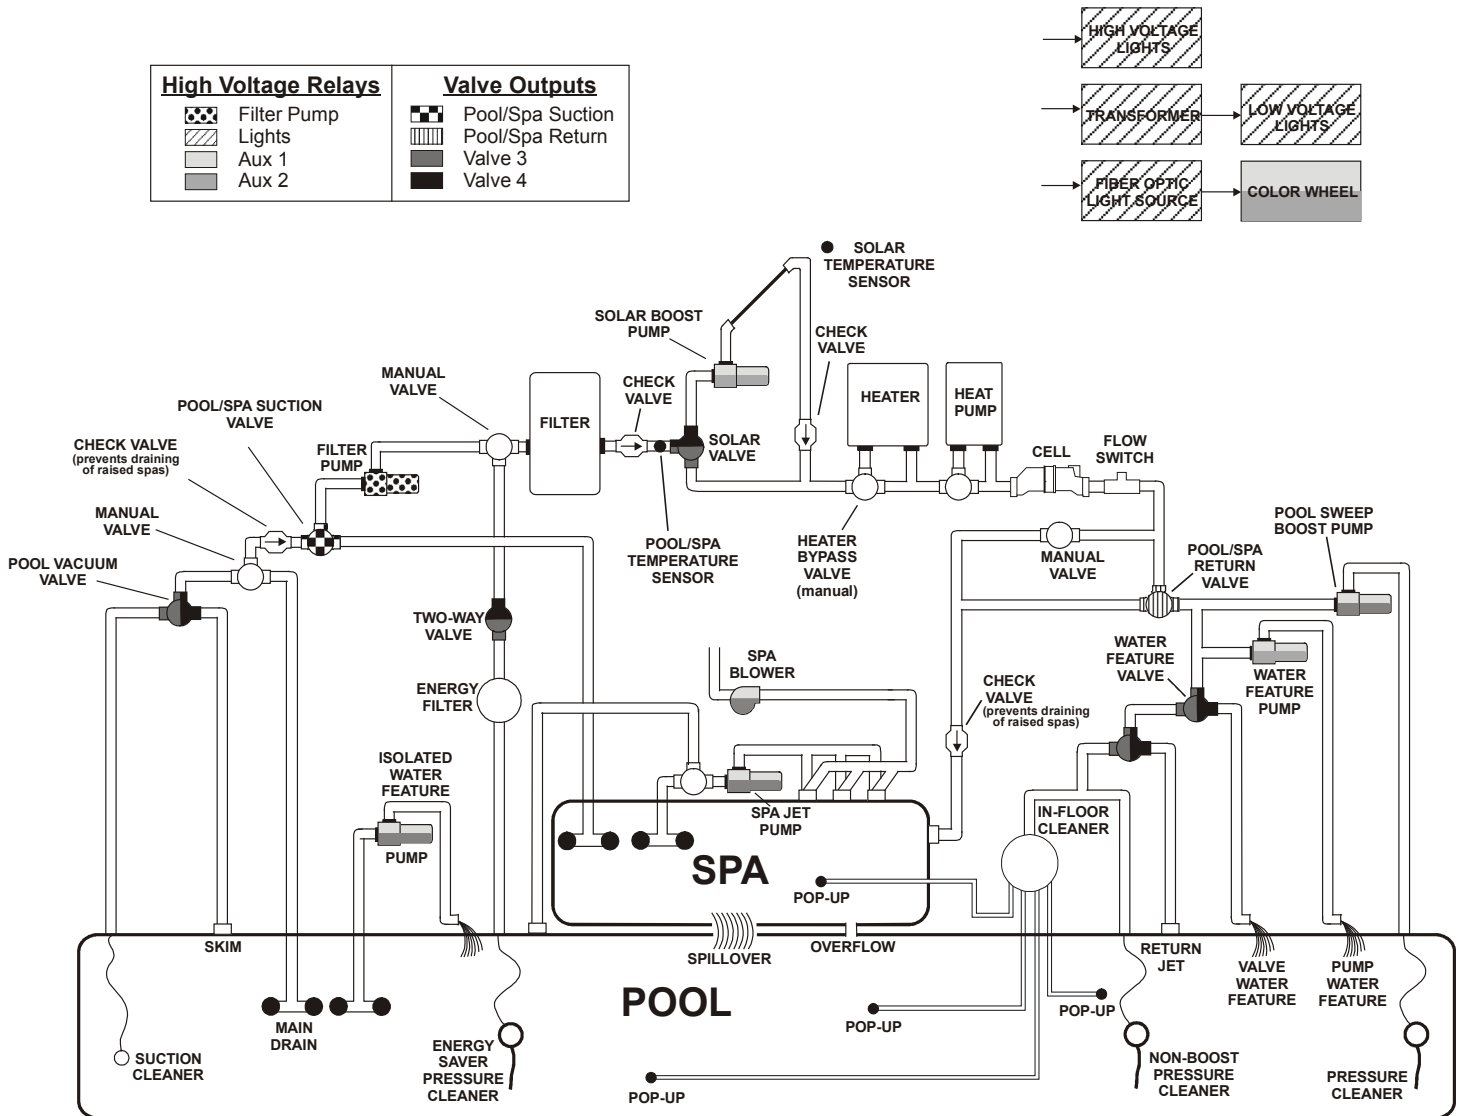 HIGH VOLTAGE
LIGHTS
TRANSFORMER
LOW VOLTAGE
LIGHTS
FIBER OPTIC
LIGHT SOURCE
COLOR WHEEL
High Voltage Relays
Filter Pump
Lights
Aux 1
Aux 2
Valve Outputs
Pool/Spa Suction
Pool/Spa Return
Valve 3
Valve 4
SOLAR
TEMPERATURE
SENSOR
SOLAR BOOST
PUMP
CHECK
VALVE
MANUAL
VALVE
CHECK
VALVE
FILTER
HEATER
HEAT
PUMP
POOL/SPA SUCTION
VALVE
CHECK VALVE
(prevents draining
of raised spas)
FILTER
PUMP
SOLAR
VALVE
CELL
FLOW
SWITCH
MANUAL
VALVE
POOL VACUUM
VALVE
POOL/SPA
TEMPERATURE
SENSOR
HEATER
BYPASS
VALVE
(manual)
MANUAL
VALVE
POOL SWEEP
BOOST PUMP
POOL/SPA
RETURN
VALVE
TWO-WAY
VALVE
ENERGY
FILTER
SPA
BLOWER
WATER
FEATURE
VALVE
WATER
FEATURE
PUMP
CHECK
VALVE
(prevents draining
of raised spas)
ISOLATED
WATER
FEATURE
PUMP
SPA JET
PUMP
IN-FLOOR
CLEANER
SPA
POP-UP
SKIM
SPILLOVER
OVERFLOW
RETURN
JET
VALVE
WATER
FEATURE
PUMP
WATER
FEATURE
POOL
MAIN
DRAIN
POP-UP
POP-UP
SUCTION
CLEANER
ENERGY
SAVER
PRESSURE
CLEANER
POP-UP
NON-BOOST
PRESSURE
CLEANER
PRESSURE
CLEANER